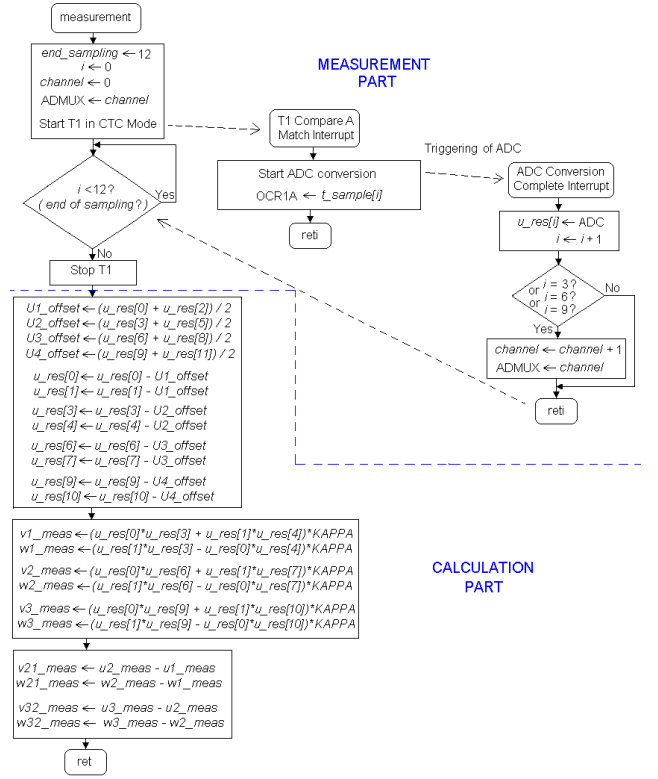 measurement
end_sampling ← 12
i ← 0
channel ← 0
ADMUX ← channel
Start T1 in CTC Mode
MEASUREMENT
PART
T1 Compare A
Match Interrupt
Triggering of ADC
Start ADC conversion
OCR1A ← t_sample[i]
reti
ADC Conversion
Complete Interrupt
u_res[i] ← ADC
i ← i + 1
i <12?
( end of sampling? )
Yes
No
Stop T1
i = 3?
or i = 6?
or i = 9?
No
Yes
channel ← channel + 1
ADMUX ← channel
reti
U1_offset ← (u_res[0] + u_res[2]) / 2
U2_offset ← (u_res[3] + u_res[5]) / 2
U3_offset ← (u_res[6] + u_res[8]) / 2
U4_offset ← (u_res[9] + u_res[11]) / 2
u_res[0] ← u_res[0] - U1_offset
u_res[1] ← u_res[1] - U1_offset
u_res[3] ← u_res[3] - U2_offset
u_res[4] ← u_res[4] - U2_offset
u_res[6] ← u_res[6] - U3_offset
u_res[7] ← u_res[7] - U3_offset
u_res[9] ← u_res[9] - U4_offset
u_res[10] ← u_res[10] - U4_offset
v1_meas ← (u_res[0]*u_res[3] + u_res[1]*u_res[4])*KAPPA
w1_meas ← (u_res[1]*u_res[3] - u_res[0]*u_res[4])*KAPPA
v2_meas ← (u_res[0]*u_res[6] + u_res[1]*u_res[7])*KAPPA
w2_meas ← (u_res[1]*u_res[6] - u_res[0]*u_res[7])*KAPPA
v3_meas ← (u_res[0]*u_res[9] + u_res[1]*u_res[10])*KAPPA
w3_meas ← (u_res[1]*u_res[9] - u_res[0]*u_res[10])*KAPPA
CALCULATION
PART
v21_meas ← u2_meas - u1_meas
w21_meas ← w2_meas - w1_meas
v32_meas ← u3_meas - u2_meas
w32_meas ← w3_meas - w2_meas
ret